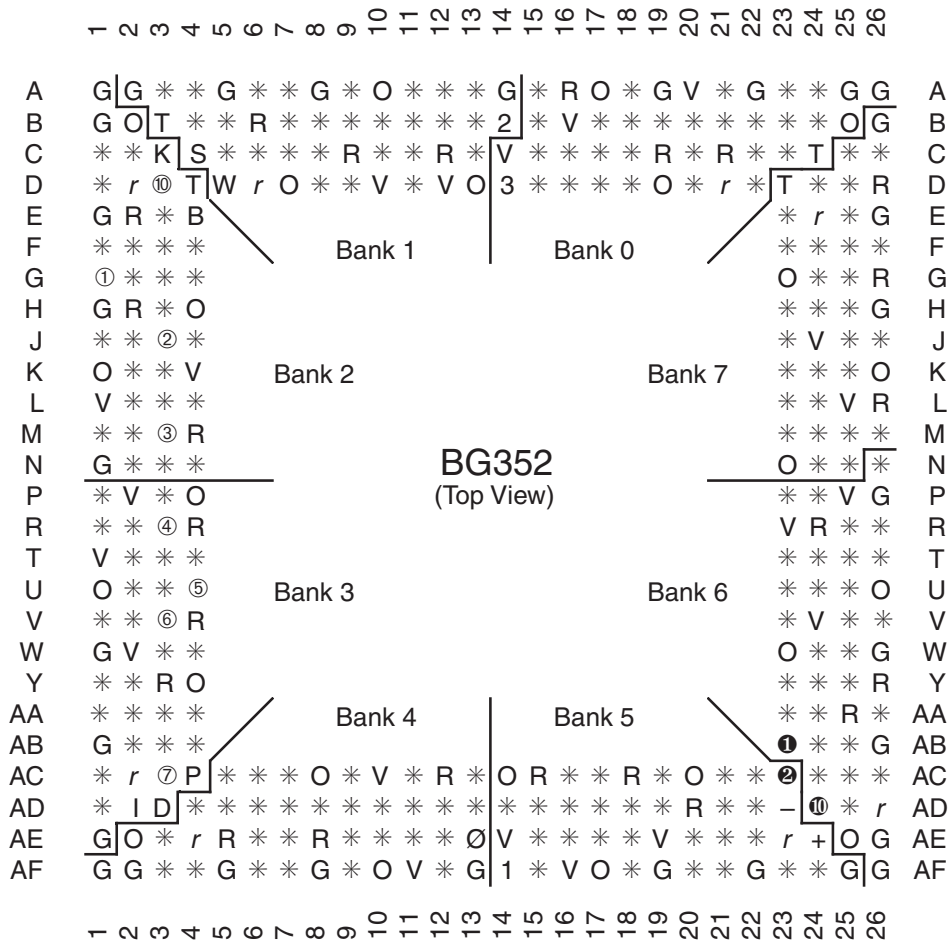 1 2 3 4 5 6 7 8 9 10 11 12 13 14 15 16 17 18 19 20 21 22 23 24 25 26
A G G ✳ ✳ G ✳ ✳ G ✳ O ✳ ✳ ✳ G ✳ R O ✳ G V ✳ G ✳ ✳ G G A
B G O T ✳ ✳ R ✳ ✳ ✳ ✳ ✳ ✳ ✳ 2 ✳ V ✳ ✳ ✳ ✳ ✳ ✳ ✳ ✳ O G B
C ✳ ✳ K S ✳ ✳ ✳ ✳ R ✳ ✳ R ✳ V ✳ ✳ ✳ ✳ R ✳ R ✳ ✳ T ✳ ✳ C
D ✳ r ⑩ T W r O ✳ ✳ V ✳ V O 3 ✳ ✳ ✳ ✳ O ✳ r ✳ T ✳ ✳ R D
E G R ✳ B ✳ r ✳ G E
F ✳ ✳ ✳ ✳ Bank 1 Bank 0 ✳ ✳ ✳ ✳ F
G ① ✳ ✳ ✳ O ✳ ✳ R G
H G R ✳ O ✳ ✳ ✳ G H
J ✳ ✳ ② ✳ ✳ V ✳ ✳ J
K O ✳ ✳ V Bank 2 Bank 7 ✳ ✳ ✳ O K
L V ✳ ✳ ✳ ✳ ✳ V R L
M ✳ ✳ ③ R ✳ ✳ ✳ ✳ M
N G ✳ ✳ ✳ BG352 O ✳ ✳ ✳ N
P ✳ V ✳ O (Top View) ✳ ✳ V G P
R ✳ ✳ ④ R V R ✳ ✳ R
T V ✳ ✳ ✳ ✳ ✳ ✳ ✳ T
U O ✳ ✳ ⑤ Bank 3 Bank 6 ✳ ✳ ✳ O U
V ✳ ✳ ⑥ R ✳ V ✳ ✳ V
W G V ✳ ✳ O ✳ ✳ G W
Y ✳ ✳ R O ✳ ✳ ✳ R Y
AA ✳ ✳ ✳ ✳ Bank 4 Bank 5 ✳ ✳ R ✳ AA
AB G ✳ ✳ ✳ ❶ ✳ ✳ G AB
AC ✳ r ⑦ P ✳ ✳ ✳ O ✳ V ✳ R ✳ O R ✳ ✳ R ✳ O ✳ ✳ ❷ ✳ ✳ ✳ AC
AD ✳ I D ✳ ✳ ✳ ✳ ✳ ✳ ✳ ✳ ✳ ✳ ✳ ✳ ✳ ✳ ✳ ✳ R ✳ ✳ – ❿ ✳ r AD
AE G O ✳ r R ✳ ✳ R ✳ ✳ ✳ ✳ Ø V ✳ ✳ ✳ ✳ V ✳ ✳ ✳ r + O G AE
AF G G ✳ ✳ G ✳ ✳ G ✳ O V ✳ G 1 ✳ V O ✳ G ✳ ✳ G ✳ ✳ G G AF
1 2 3 4 5 6 7 8 9 10 11 12 13 14 15 16 17 18 19 20 21 22 23 24 25 26